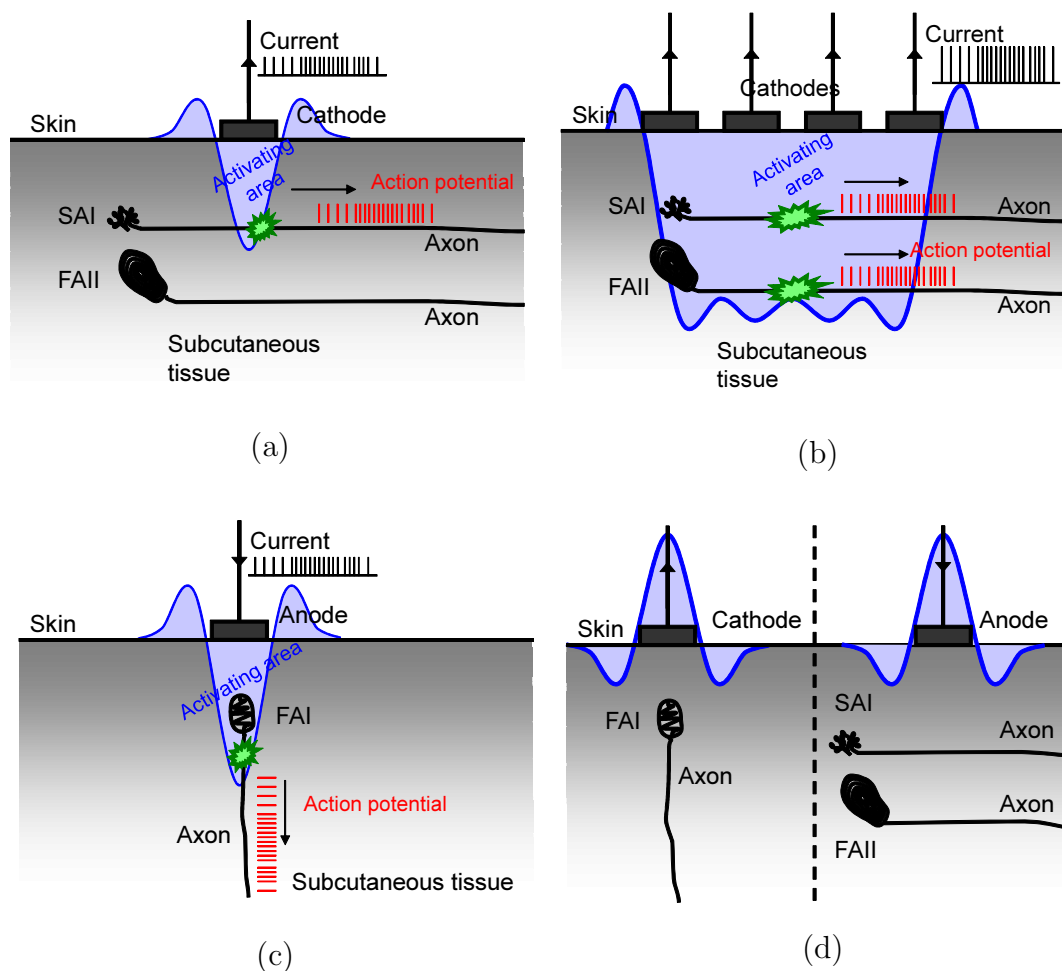 Current
Cathode
Skin
Activating
area
Action potential
SAI
Axon
FAII
Axon
Subcutaneous
tissue
(a)
Current
Cathodes
Skin
Activating
area
SAI
Axon
Action potential
FAII
Axon
Subcutaneous
tissue
(b)
Current
Anode
Skin
Activating area
FAI
Action potential
Axon
Subcutaneous tissue
(c)
Cathode
Anode
Skin
SAI
FAI
Axon
Axon
Axon
FAII
(d)